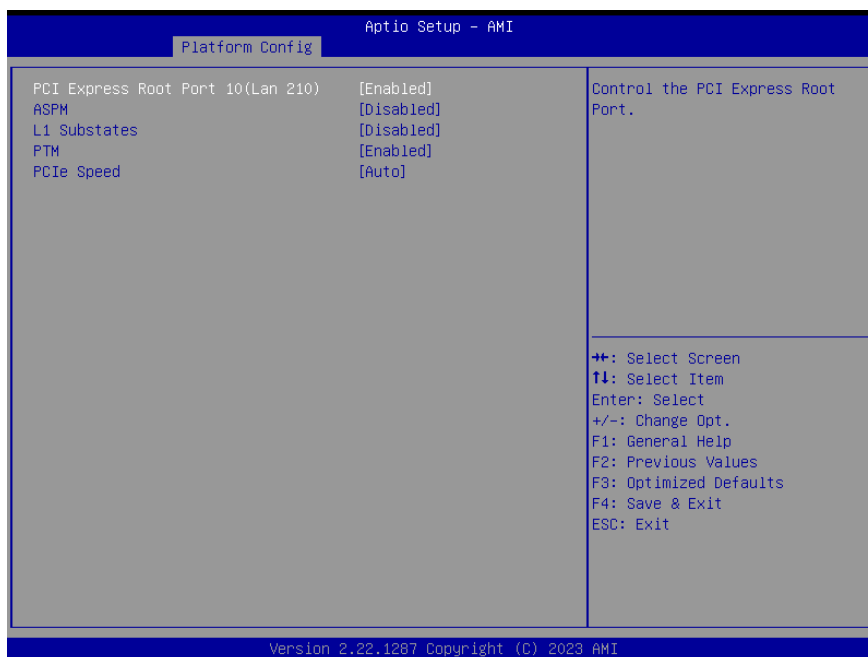 Aptio Setup – AMI
Platform Config
PCI Express Root Port 10(Lan 210) [Enabled]
ASPM [Disabled]
L1 Substates [Disabled]
PTM [Enabled]
PCIe Speed [Auto]
Control the PCI Express Root
Port.
→←: Select Screen
↑↓: Select Item
Enter: Select
+/-: Change Opt.
F1: General Help
F2: Previous Values
F3: Optimized Defaults
F4: Save & Exit
ESC: Exit
Version 2.22.1287 Copyright (C) 2023 AMI